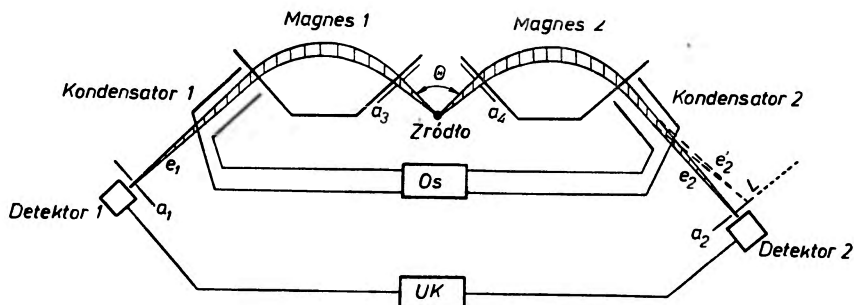 Magnes 1
Magnes 2
Kondensator 1
Θ
Kondensator 2
a₃
a₄
Źródło
e₁
e₂'
e₂
L
Os
Detektor 1
a₁
a₂
Detektor 2
UK